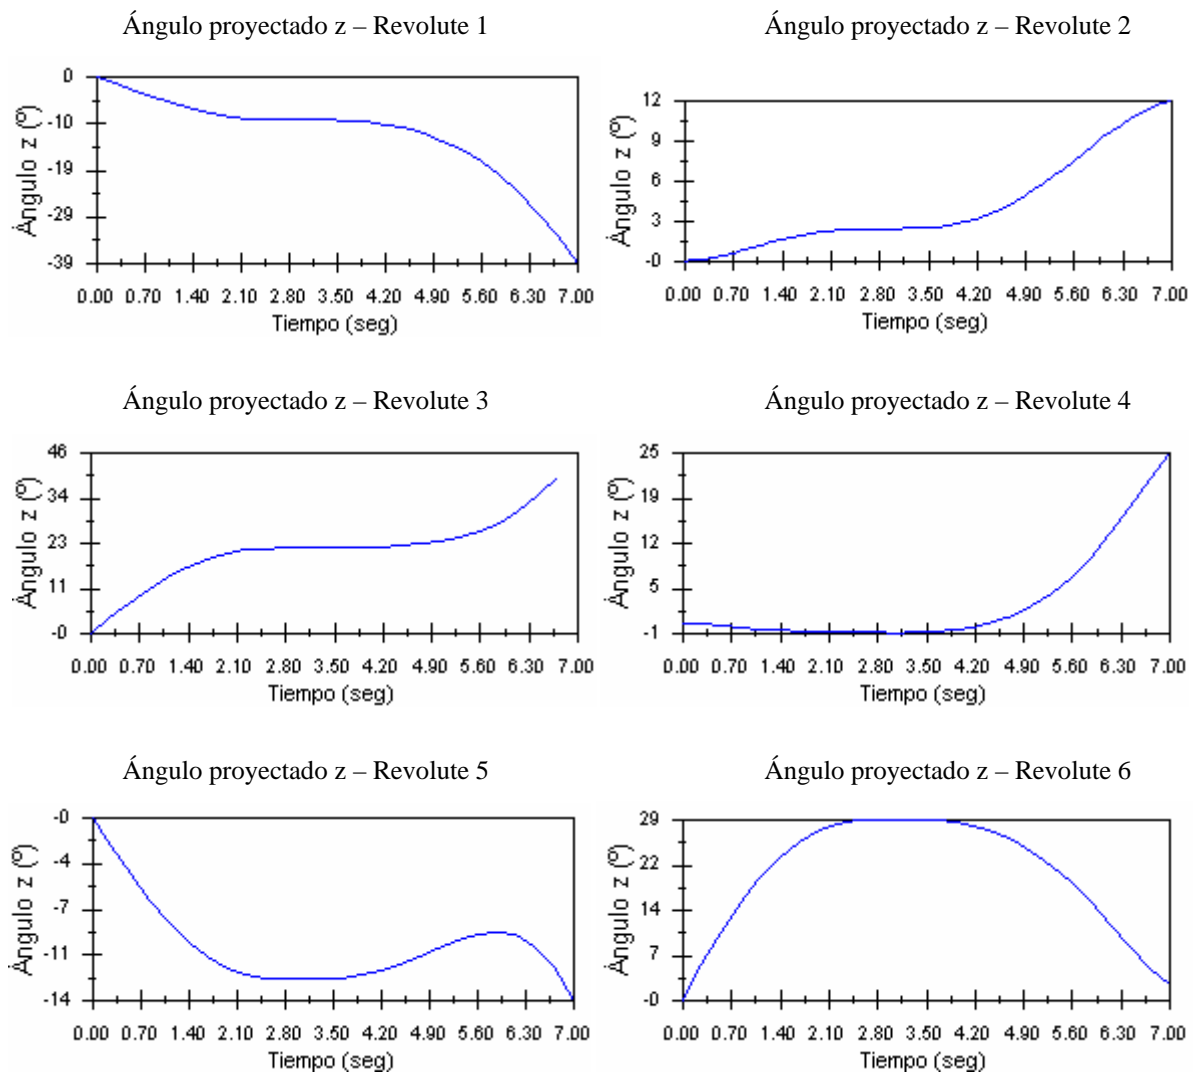 Ángulo proyectado z – Revolute 1
Ángulo z (º)
0
-10
-19
-29
-39
0.00 0.70 1.40 2.10 2.80 3.50 4.20 4.90 5.60 6.30 7.00
Tiempo (seg)
Ángulo proyectado z – Revolute 2
Ángulo z (º)
12
9
6
3
-0
0.00 0.70 1.40 2.10 2.80 3.50 4.20 4.90 5.60 6.30 7.00
Tiempo (seg)
Ángulo proyectado z – Revolute 3
Ángulo z (º)
46
34
23
11
-0
0.00 0.70 1.40 2.10 2.80 3.50 4.20 4.90 5.60 6.30 7.00
Tiempo (seg)
Ángulo proyectado z – Revolute 4
Ángulo z (º)
25
19
12
5
-1
0.00 0.70 1.40 2.10 2.80 3.50 4.20 4.90 5.60 6.30 7.00
Tiempo (seg)
Ángulo proyectado z – Revolute 5
Ángulo z (º)
-0
-4
-7
-11
-14
0.00 0.70 1.40 2.10 2.80 3.50 4.20 4.90 5.60 6.30 7.00
Tiempo (seg)
Ángulo proyectado z – Revolute 6
Ángulo z (º)
29
22
14
7
-0
0.00 0.70 1.40 2.10 2.80 3.50 4.20 4.90 5.60 6.30 7.00
Tiempo (seg)